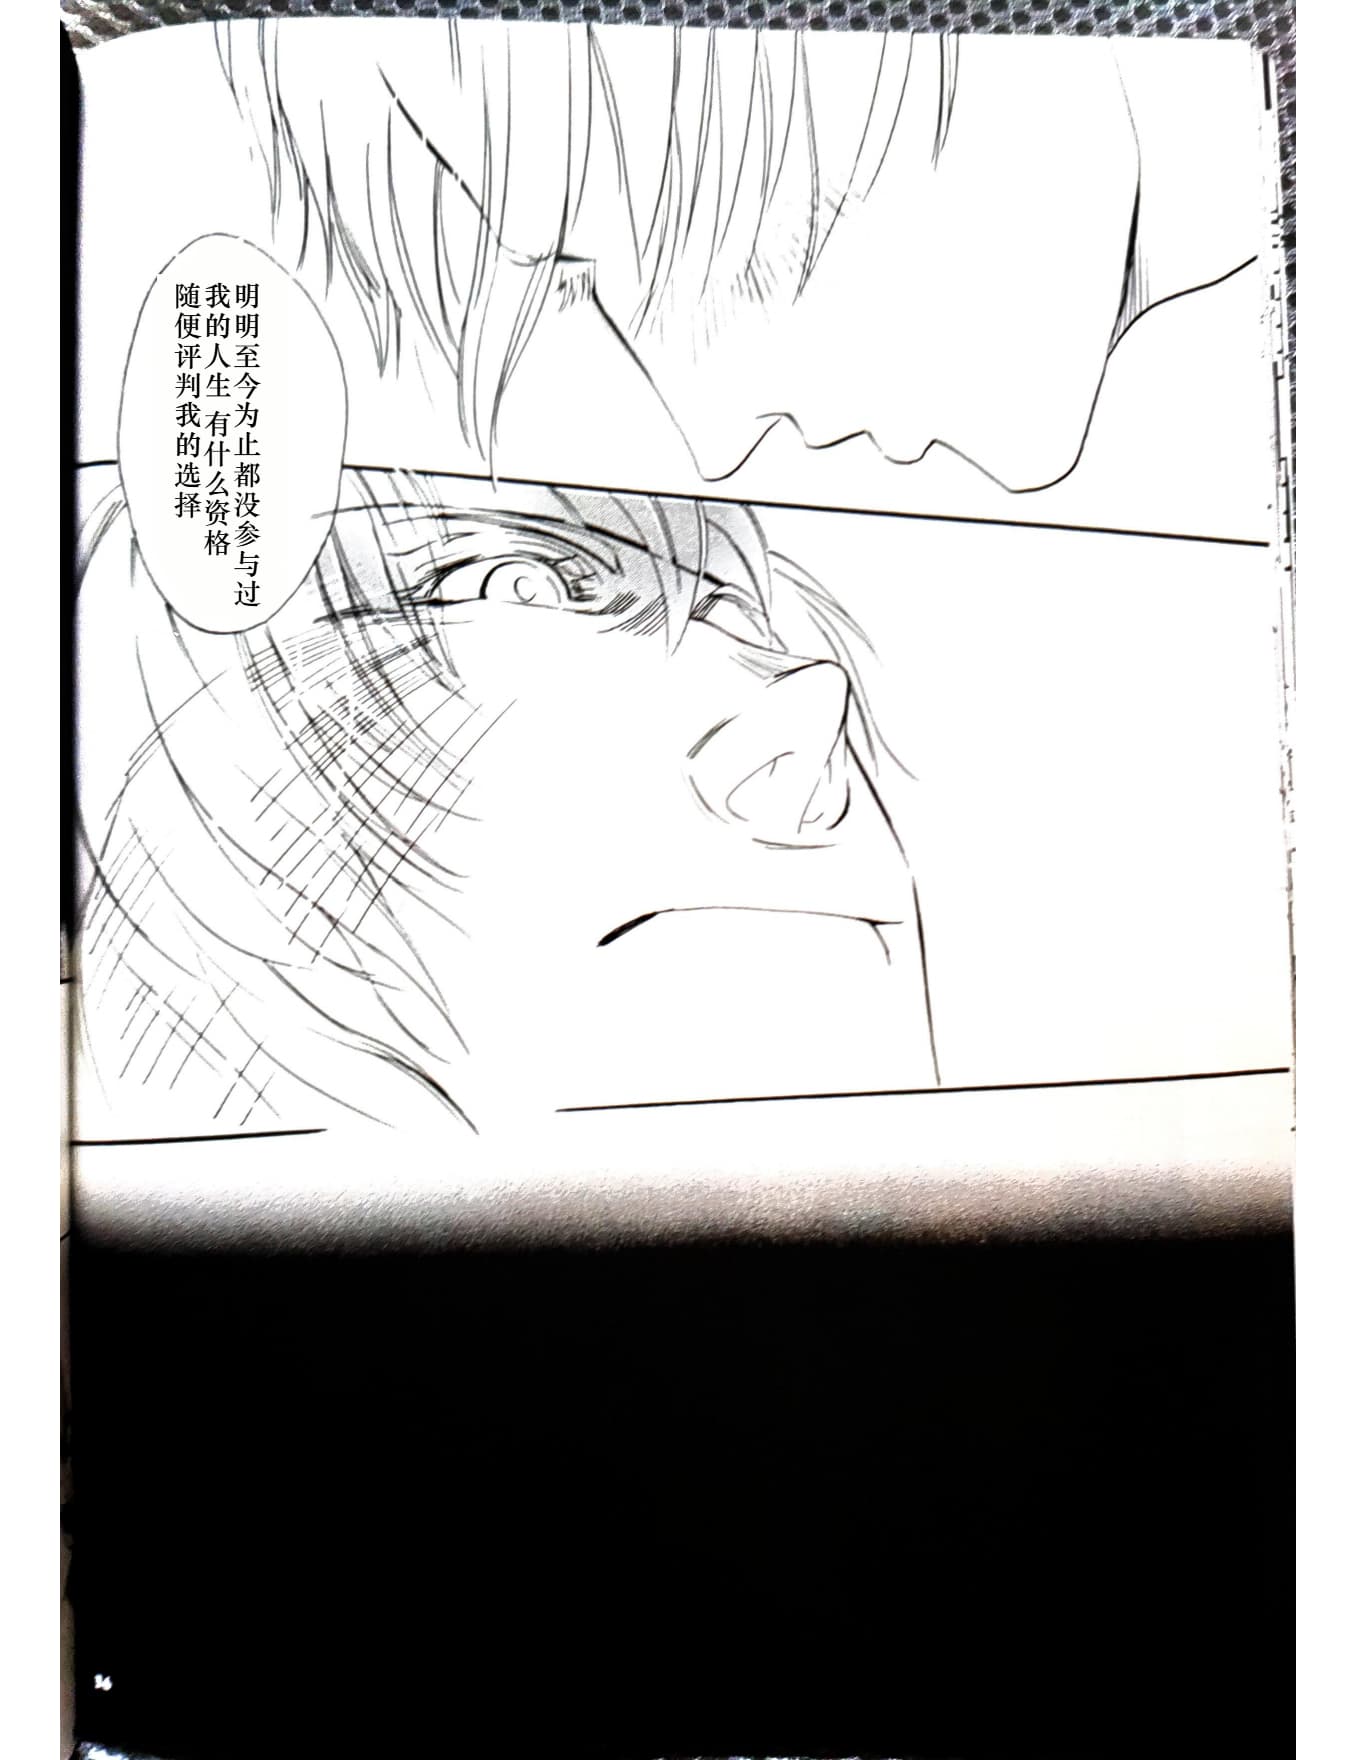 明明至今为止都没参与过
我的人生 有什么资格
随便评判我的选择